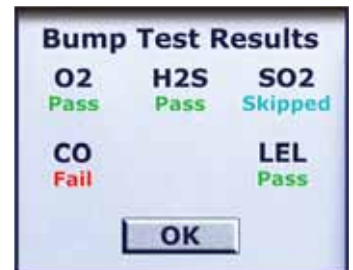 Bump Test Results
O2 H2S SO2
Pass Pass Skipped
CO LEL
Fail Pass
OK